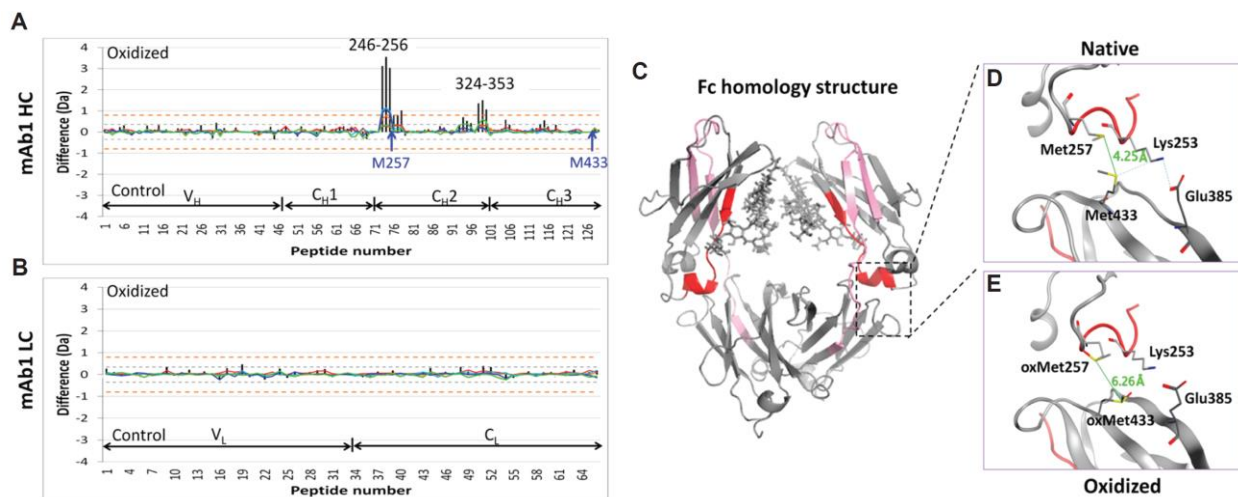 A
mAb1 HC
Difference (Da)
4
3
2
1
0
-1
-2
-3
-4
Oxidized
246-256
324-353
M257
M433
Control
VH
CH1
CH2
CH3
1 6 11 16 21 26 31 36 41 46 51 56 61 66 71 76 81 86 91 96 101 106 111 116 121 126
Peptide number
B
mAb1 LC
Difference (Da)
4
3
2
1
0
-1
-2
-3
-4
Oxidized
Control
VL
CL
1 4 7 10 13 16 19 22 25 28 31 34 37 40 43 46 49 52 55 58 61 64
Peptide number
C
Fc homology structure
Native
D
Met257
Lys253
4.25Å
Met433
Glu385
E
oxMet257
Lys253
6.26Å
Glu385
oxMet433
Oxidized